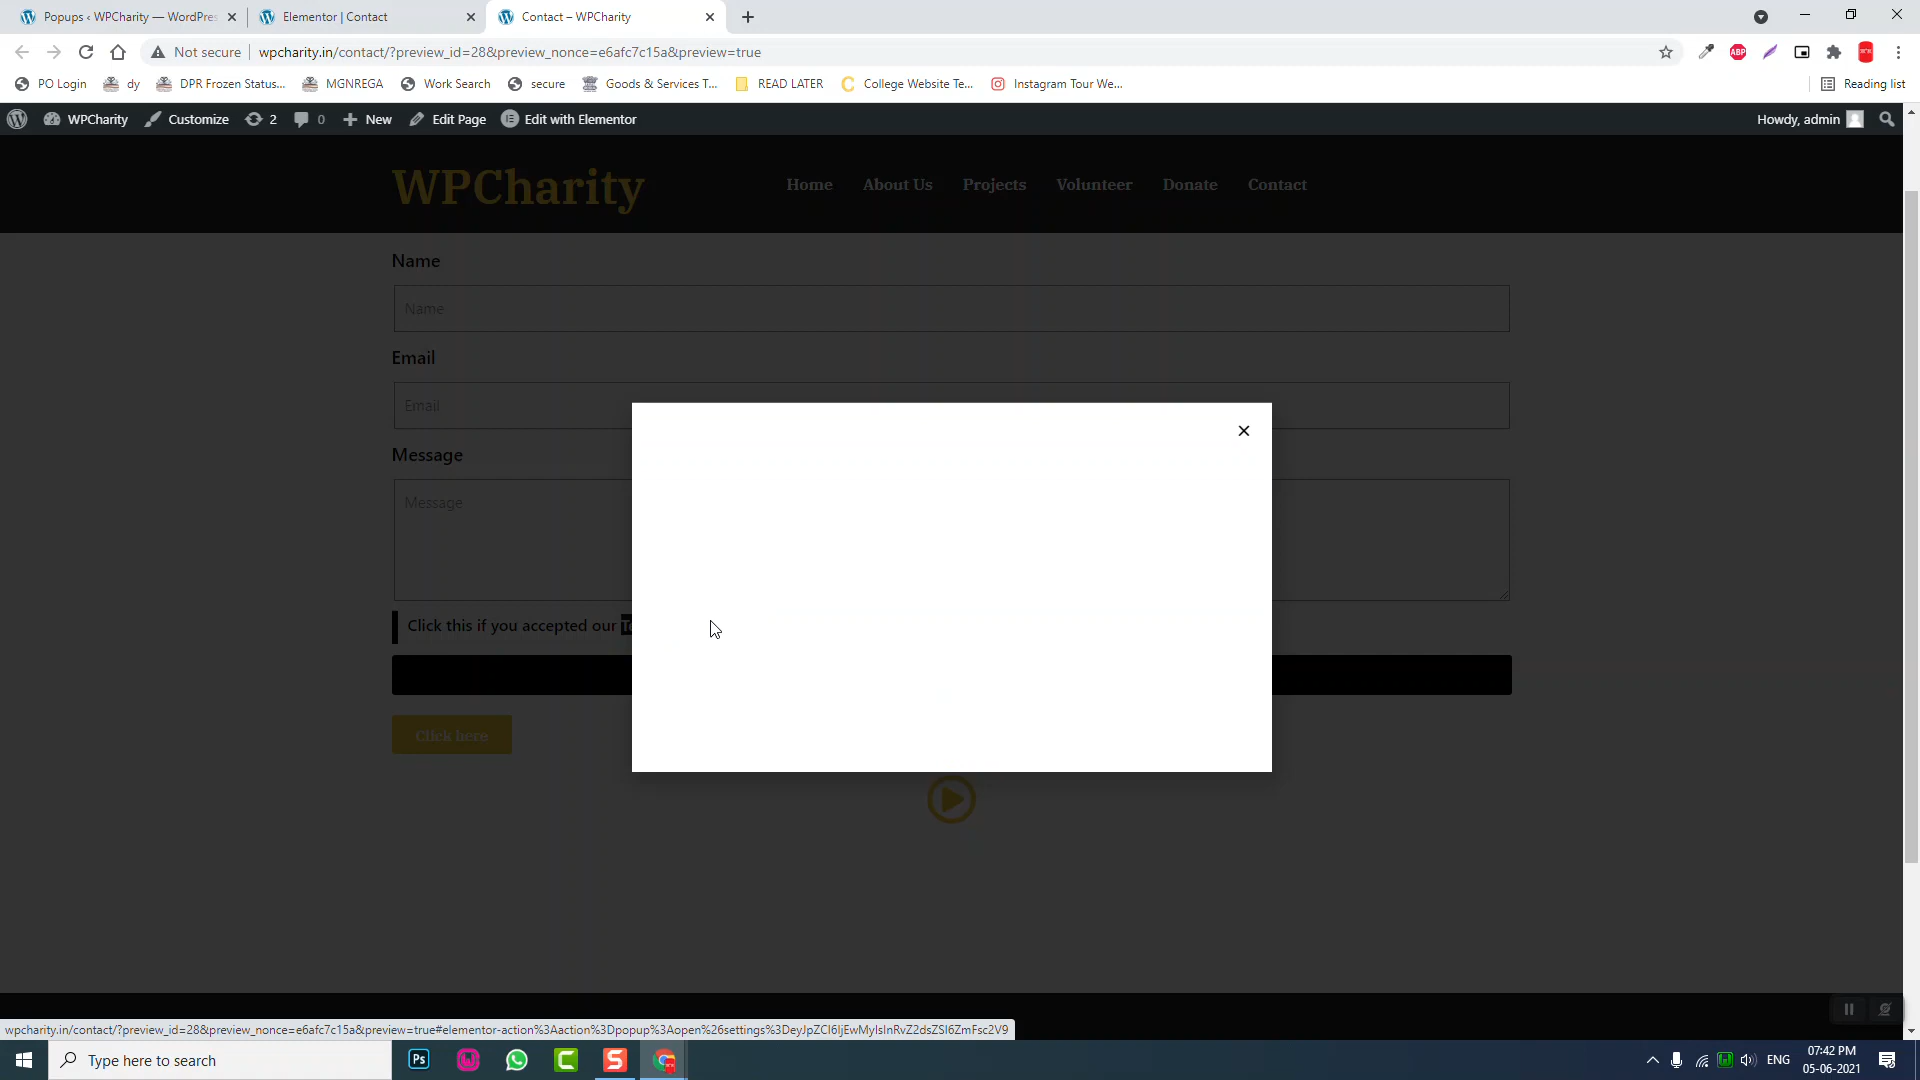 Popups ‹ WPCharity — WordPres
Elementor | Contact
Contact – WPCharity
Not secure
wpcharity.in/contact/?preview_id=28&preview_nonce=e6afc7c15a&preview=true
ABP
PO Login
dy
DPR Frozen Status...
MGNREGA
Work Search
secure
Goods & Services T...
READ LATER
College Website Te...
Instagram Tour We...
Reading list
WPCharity
Customize
2
0
New
Edit Page
Edit with Elementor
Howdy, admin
WPCharity
Home
About Us
Projects
Volunteer
Donate
Contact
Name
Name
Email
Email
Message
Message
Click this if you accepted our
Click here
wpcharity.in/contact/?preview_id=28&preview_nonce=e6afc7c15a&preview=true#elementor-action%3Aaction%3Dpopup%3Aopen%26settings%3DeyJpZCI6IjEwMyIsInRvZ2dsZSI6ZmFsc2V9
Type here to search
Ps
ENG
07:42 PM
05-06-2021